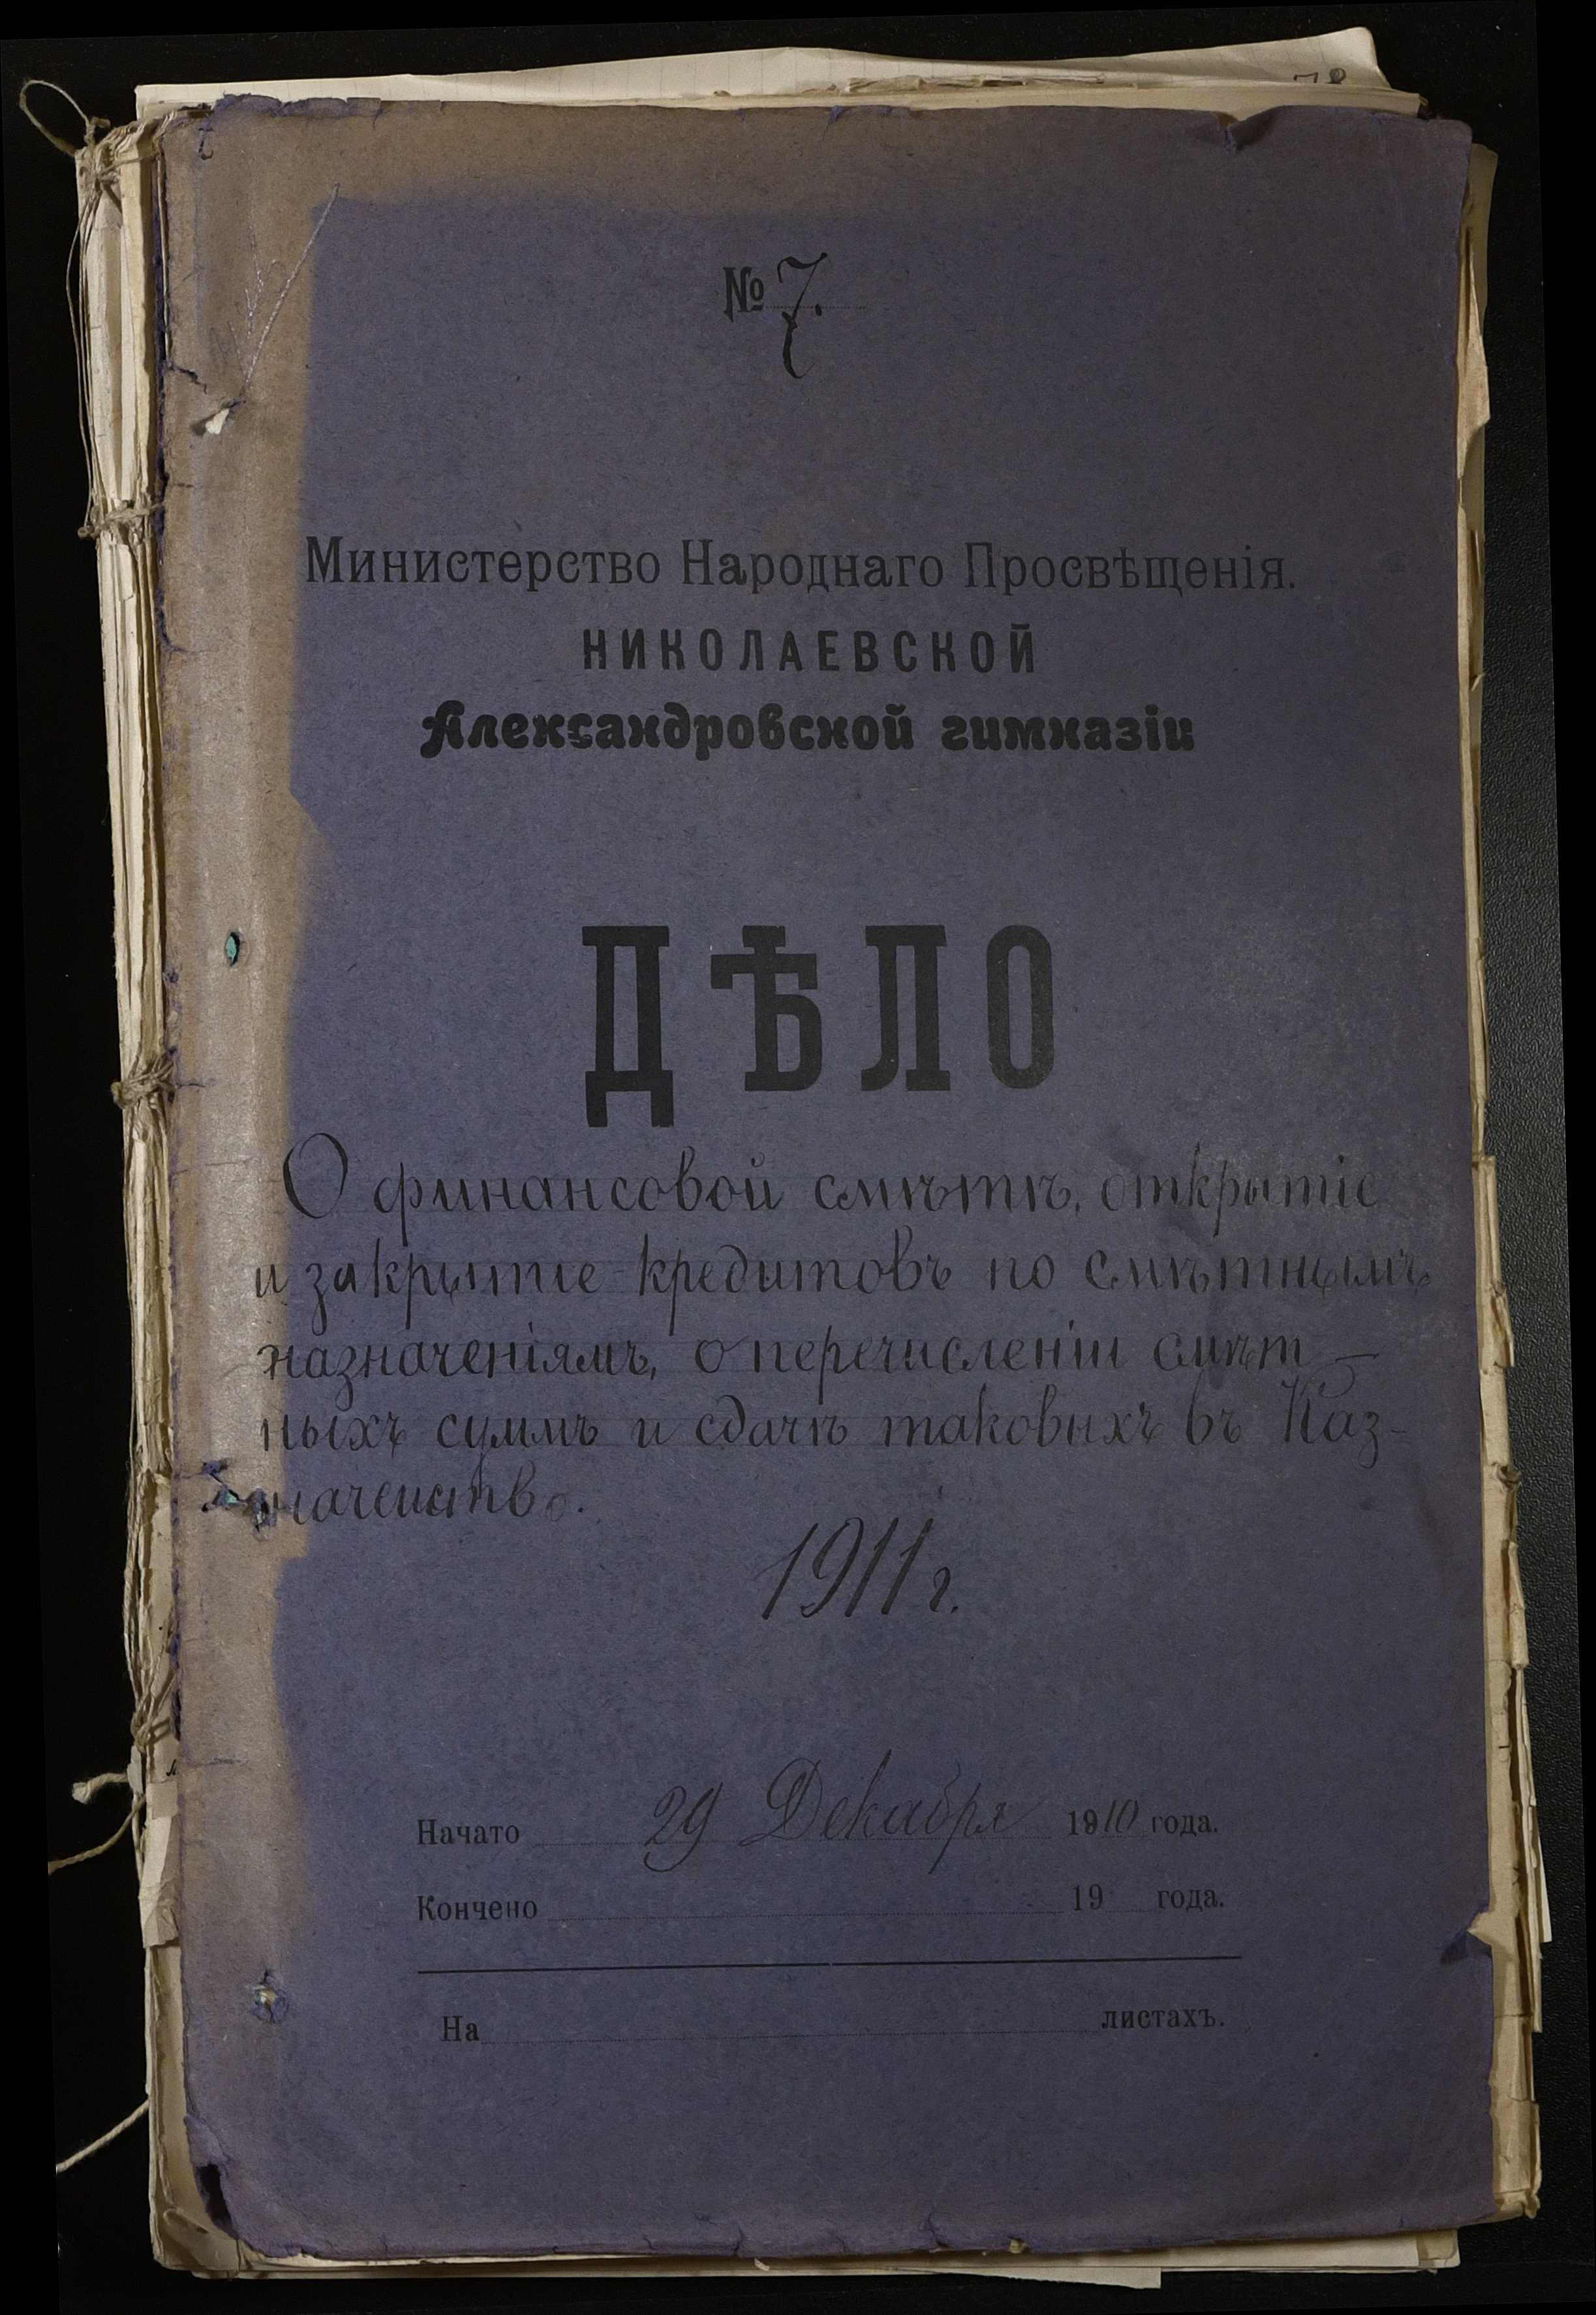 78
№ 7.
Министерство Народнаго Просвѣщенія.
НИКОЛАЕВСКОЙ
Александровской гимназіи
ДѢЛО
О финансовой смѣтѣ, открытіе
и закрытіе кредитовъ по смѣтнымъ
назначеніямъ, о перечисленіи смѣт-
ныхъ суммъ и сдачѣ таковыхъ въ Каз-
начейство.
1911 г.
Начато 29 Декабря 1910 года.
Кончено 19 года.
На листахъ.